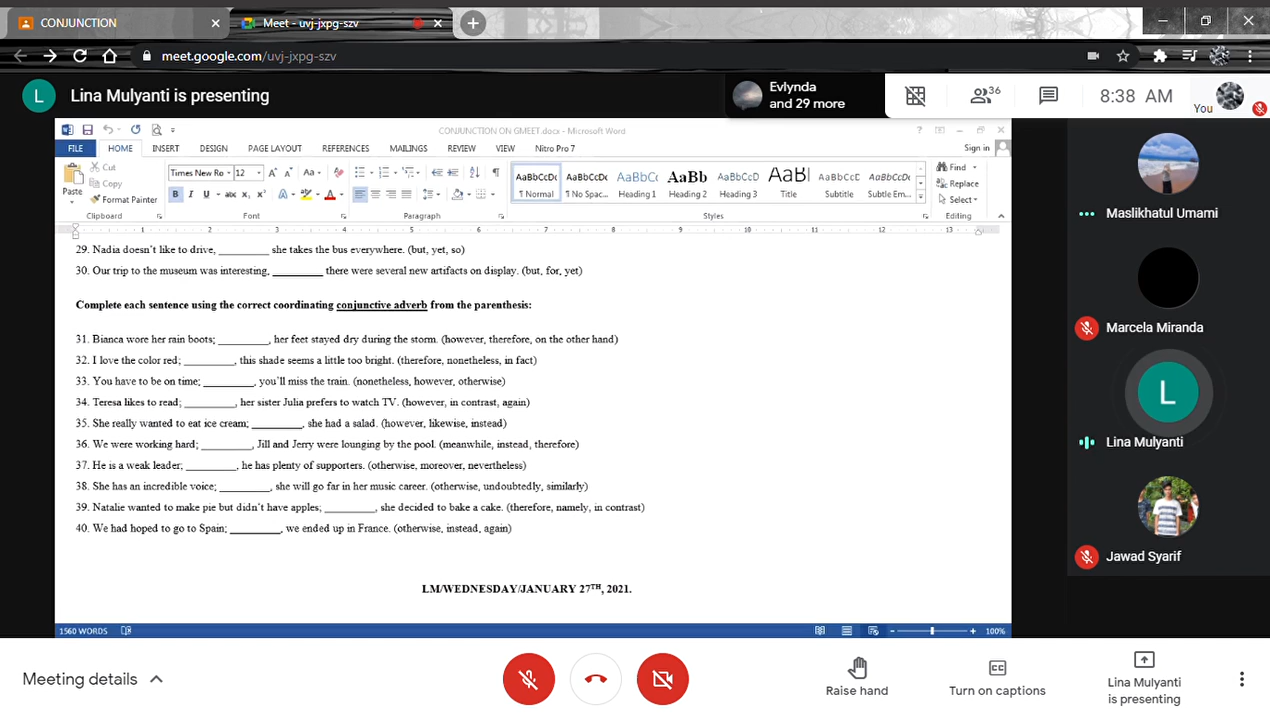 CONJUNCTION
Meet - uvj-jxpg-szv
meet.google.com/uvj-jxpg-szv
L
Lina Mulyanti is presenting
Evlynda
and 29 more
36
8:38 AM
You
CONJUNCTION ON GMEET.docx - Microsoft Word
FILE HOME INSERT DESIGN PAGE LAYOUT REFERENCES MAILINGS REVIEW VIEW Nitro Pro 7
Sign in
Paste
Cut
Copy
Format Painter
Times New Ro 12
AaBbCcDc AaBbCcDc AaBbCc AaBb AaBbCcD AaBl AaBbCcD AaBbCcDc
¶ Normal ¶ No Spac... Heading 1 Heading 2 Heading 3 Title Subtitle Subtle Em...
Find
Replace
Select
Clipboard Font Paragraph Styles Editing
1 2 3 4 5 6 7 8 9 10 11 12 13
29. Nadia doesn't like to drive, _________ she takes the bus everywhere. (but, yet, so)
30. Our trip to the museum was interesting, _________ there were several new artifacts on display. (but, for, yet)
Complete each sentence using the correct coordinating conjunctive adverb from the parenthesis:
31. Bianca wore her rain boots; _________, her feet stayed dry during the storm. (however, therefore, on the other hand)
32. I love the color red; _________, this shade seems a little too bright. (therefore, nonetheless, in fact)
33. You have to be on time; _________, you'll miss the train. (nonetheless, however, otherwise)
34. Teresa likes to read; _________, her sister Julia prefers to watch TV. (however, in contrast, again)
35. She really wanted to eat ice cream; _________, she had a salad. (however, likewise, instead)
36. We were working hard; _________, Jill and Jerry were lounging by the pool. (meanwhile, instead, therefore)
37. He is a weak leader; _________, he has plenty of supporters. (otherwise, moreover, nevertheless)
38. She has an incredible voice; _________, she will go far in her music career. (otherwise, undoubtedly, similarly)
39. Natalie wanted to make pie but didn't have apples; _________, she decided to bake a cake. (therefore, namely, in contrast)
40. We had hoped to go to Spain; _________, we ended up in France. (otherwise, instead, again)
LM/WEDNESDAY/JANUARY 27TH, 2021.
1560 WORDS
100%
Maslikhatul Umami
Marcela Miranda
L
Lina Mulyanti
Jawad Syarif
Meeting details
Raise hand
Turn on captions
Lina Mulyanti
is presenting